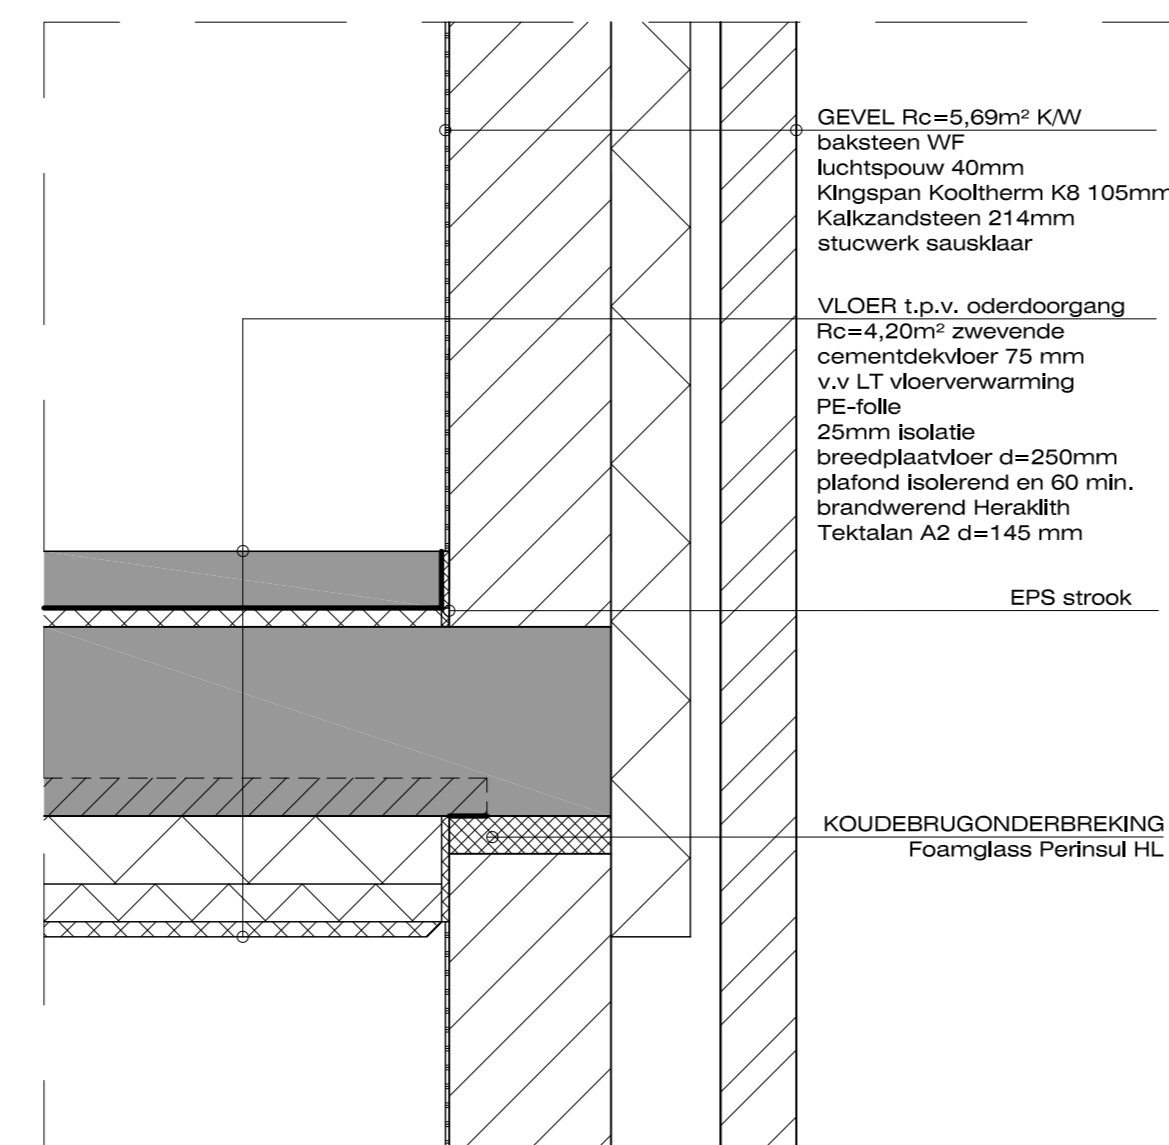 GEVEL Rc=5,69m² K/W
baksteen WF
luchtspouw 40mm
Kingspan Kooltherm K8 105mm
Kalkzandsteen 214mm
stucwerk sausklaar
VLOER t.p.v. oderdoorgang
Rc=4,20m² zwevende
cementdekvloer 75 mm
v.v LT vloerverwarming
PE-folie
25mm isolatie
breedplaatvloer d=250mm
plafond isolerend en 60 min.
brandwerend Heraklith
Tektalan A2 d=145 mm
EPS strook
KOUDEBRUGONDERBREKING
Foamglass Perinsul HL